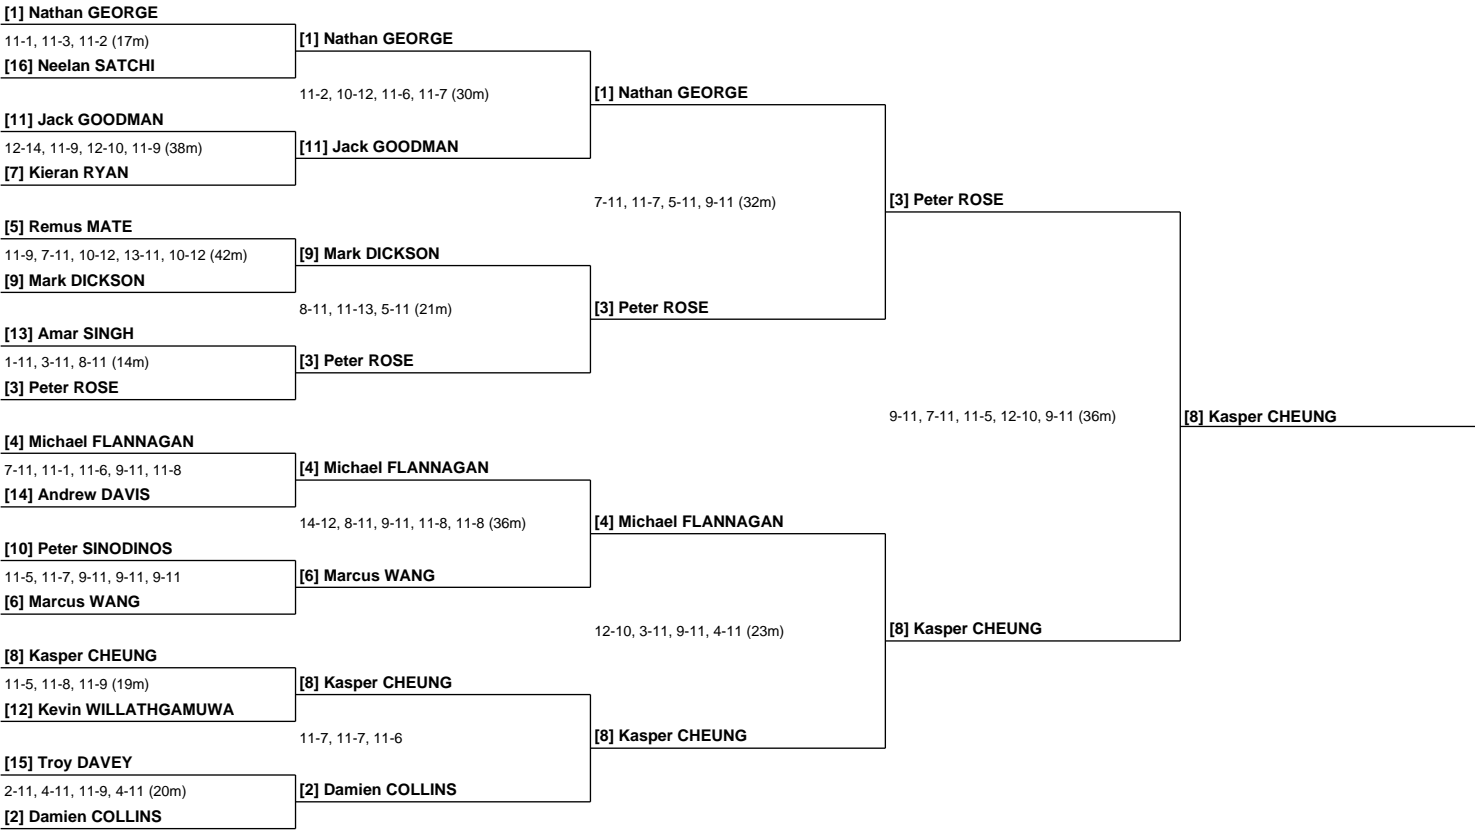 [1] Nathan GEORGE
11-1, 11-3, 11-2 (17m)
[16] Neelan SATCHI
[11] Jack GOODMAN
12-14, 11-9, 12-10, 11-9 (38m)
[7] Kieran RYAN
[5] Remus MATE
11-9, 7-11, 10-12, 13-11, 10-12 (42m)
[9] Mark DICKSON
[13] Amar SINGH
1-11, 3-11, 8-11 (14m)
[3] Peter ROSE
[4] Michael FLANNAGAN
7-11, 11-1, 11-6, 9-11, 11-8
[14] Andrew DAVIS
[10] Peter SINODINOS
11-5, 11-7, 9-11, 9-11, 9-11
[6] Marcus WANG
[8] Kasper CHEUNG
11-5, 11-8, 11-9 (19m)
[12] Kevin WILLATHGAMUWA
[15] Troy DAVEY
2-11, 4-11, 11-9, 4-11 (20m)
[2] Damien COLLINS
[1] Nathan GEORGE
11-2, 10-12, 11-6, 11-7 (30m)
[11] Jack GOODMAN
[9] Mark DICKSON
8-11, 11-13, 5-11 (21m)
[3] Peter ROSE
[4] Michael FLANNAGAN
14-12, 8-11, 9-11, 11-8, 11-8 (36m)
[6] Marcus WANG
[8] Kasper CHEUNG
11-7, 11-7, 11-6
[2] Damien COLLINS
[1] Nathan GEORGE
7-11, 11-7, 5-11, 9-11 (32m)
[3] Peter ROSE
[4] Michael FLANNAGAN
12-10, 3-11, 9-11, 4-11 (23m)
[8] Kasper CHEUNG
[3] Peter ROSE
9-11, 7-11, 11-5, 12-10, 9-11 (36m)
[8] Kasper CHEUNG
[8] Kasper CHEUNG